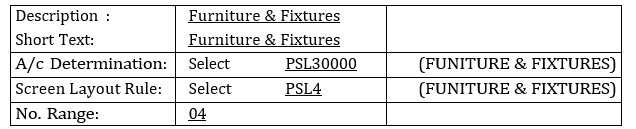 Description : Furniture & Fixtures
Short Text: Furniture & Fixtures
A/c Determination: Select PSL30000 (FUNITURE & FIXTURES)
Screen Layout Rule: Select PSL4 (FUNITURE & FIXTURES)
No. Range: 04